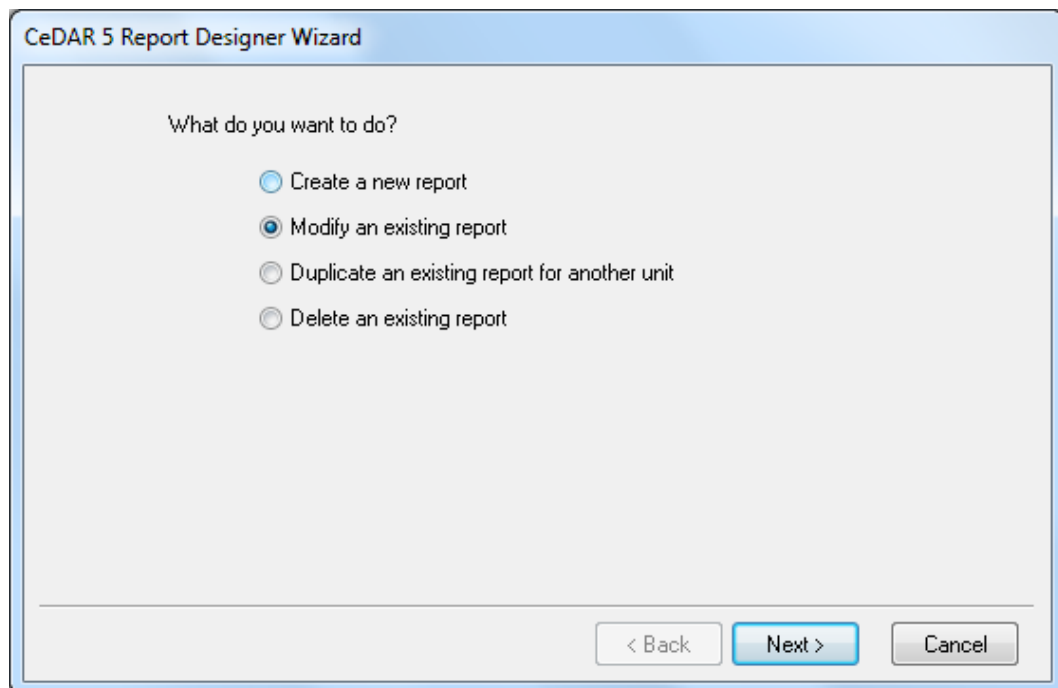 CeDAR 5 Report Designer Wizard
What do you want to do?
Create a new report
Modify an existing report
Duplicate an existing report for another unit
Delete an existing report
< Back
Next >
Cancel